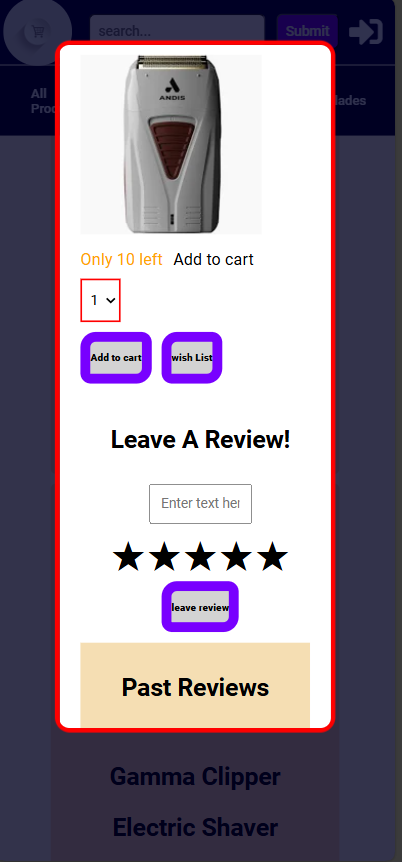 search...
Submit
All
lades
ANDIS
Only 10 left Add to cart
1
Add to cart
wish List
Leave A Review!
Enter text her
★★★★★
leave review
Past Reviews
Gamma Clipper
Electric Shaver